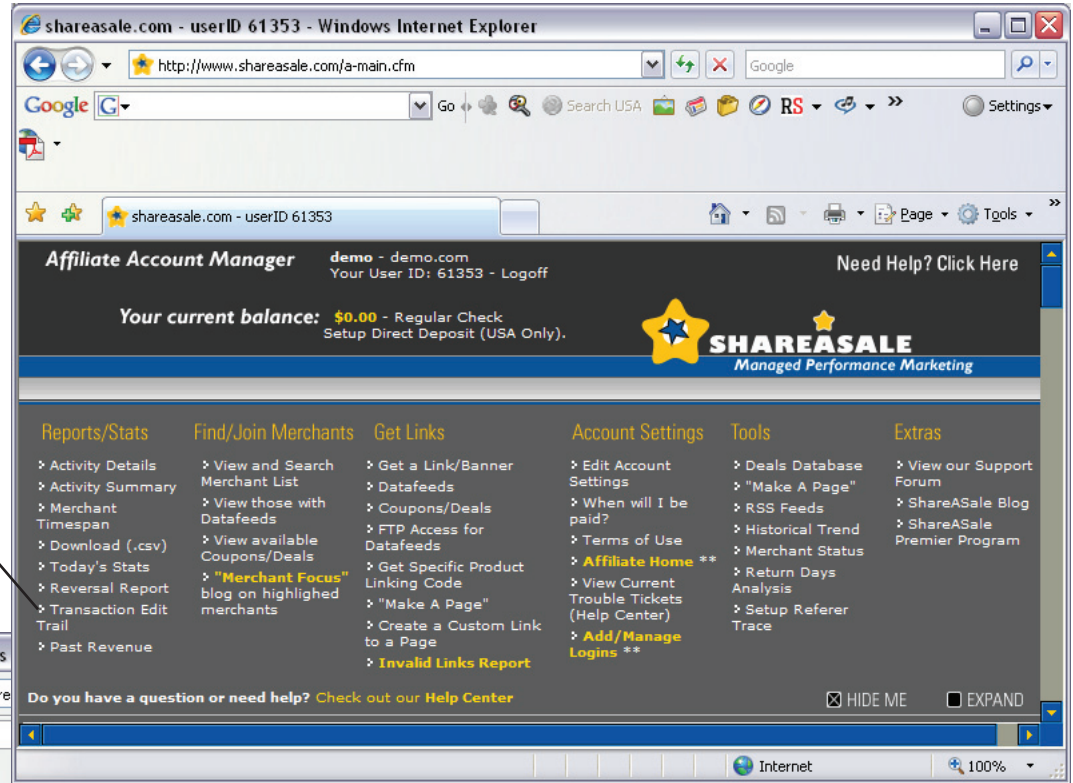 shareasale.com - userID 61353 - Windows Internet Explorer
http://www.shareasale.com/a-main.cfm
Google
Google G Go Search USA RS » Settings
shareasale.com - userID 61353
Page Tools »
Affiliate Account Manager
demo - demo.com
Your User ID: 61353 - Logoff
Need Help? Click Here
Your current balance: $0.00 - Regular Check
Setup Direct Deposit (USA Only).
SHAREASALE
Managed Performance Marketing
Reports/Stats
Activity Details
Activity Summary
Merchant
Timespan
Download (.csv)
Today's Stats
Reversal Report
Transaction Edit
Trail
Past Revenue
Find/Join Merchants
View and Search
Merchant List
View those with
Datafeeds
View available
Coupons/Deals
"Merchant Focus"
blog on highlighed
merchants
Get Links
Get a Link/Banner
Datafeeds
Coupons/Deals
FTP Access for
Datafeeds
Get Specific Product
Linking Code
"Make A Page"
Create a Custom Link
to a Page
Invalid Links Report
Account Settings
Edit Account
Settings
When will I be
paid?
Terms of Use
Affiliate Home **
View Current
Trouble Tickets
(Help Center)
Add/Manage
Logins **
Tools
Deals Database
"Make A Page"
RSS Feeds
Historical Trend
Merchant Status
Return Days
Analysis
Setup Referer
Trace
Extras
View our Support
Forum
ShareASale Blog
ShareASale
Premier Program
Do you have a question or need help? Check out our Help Center
HIDE ME EXPAND
Internet 100%